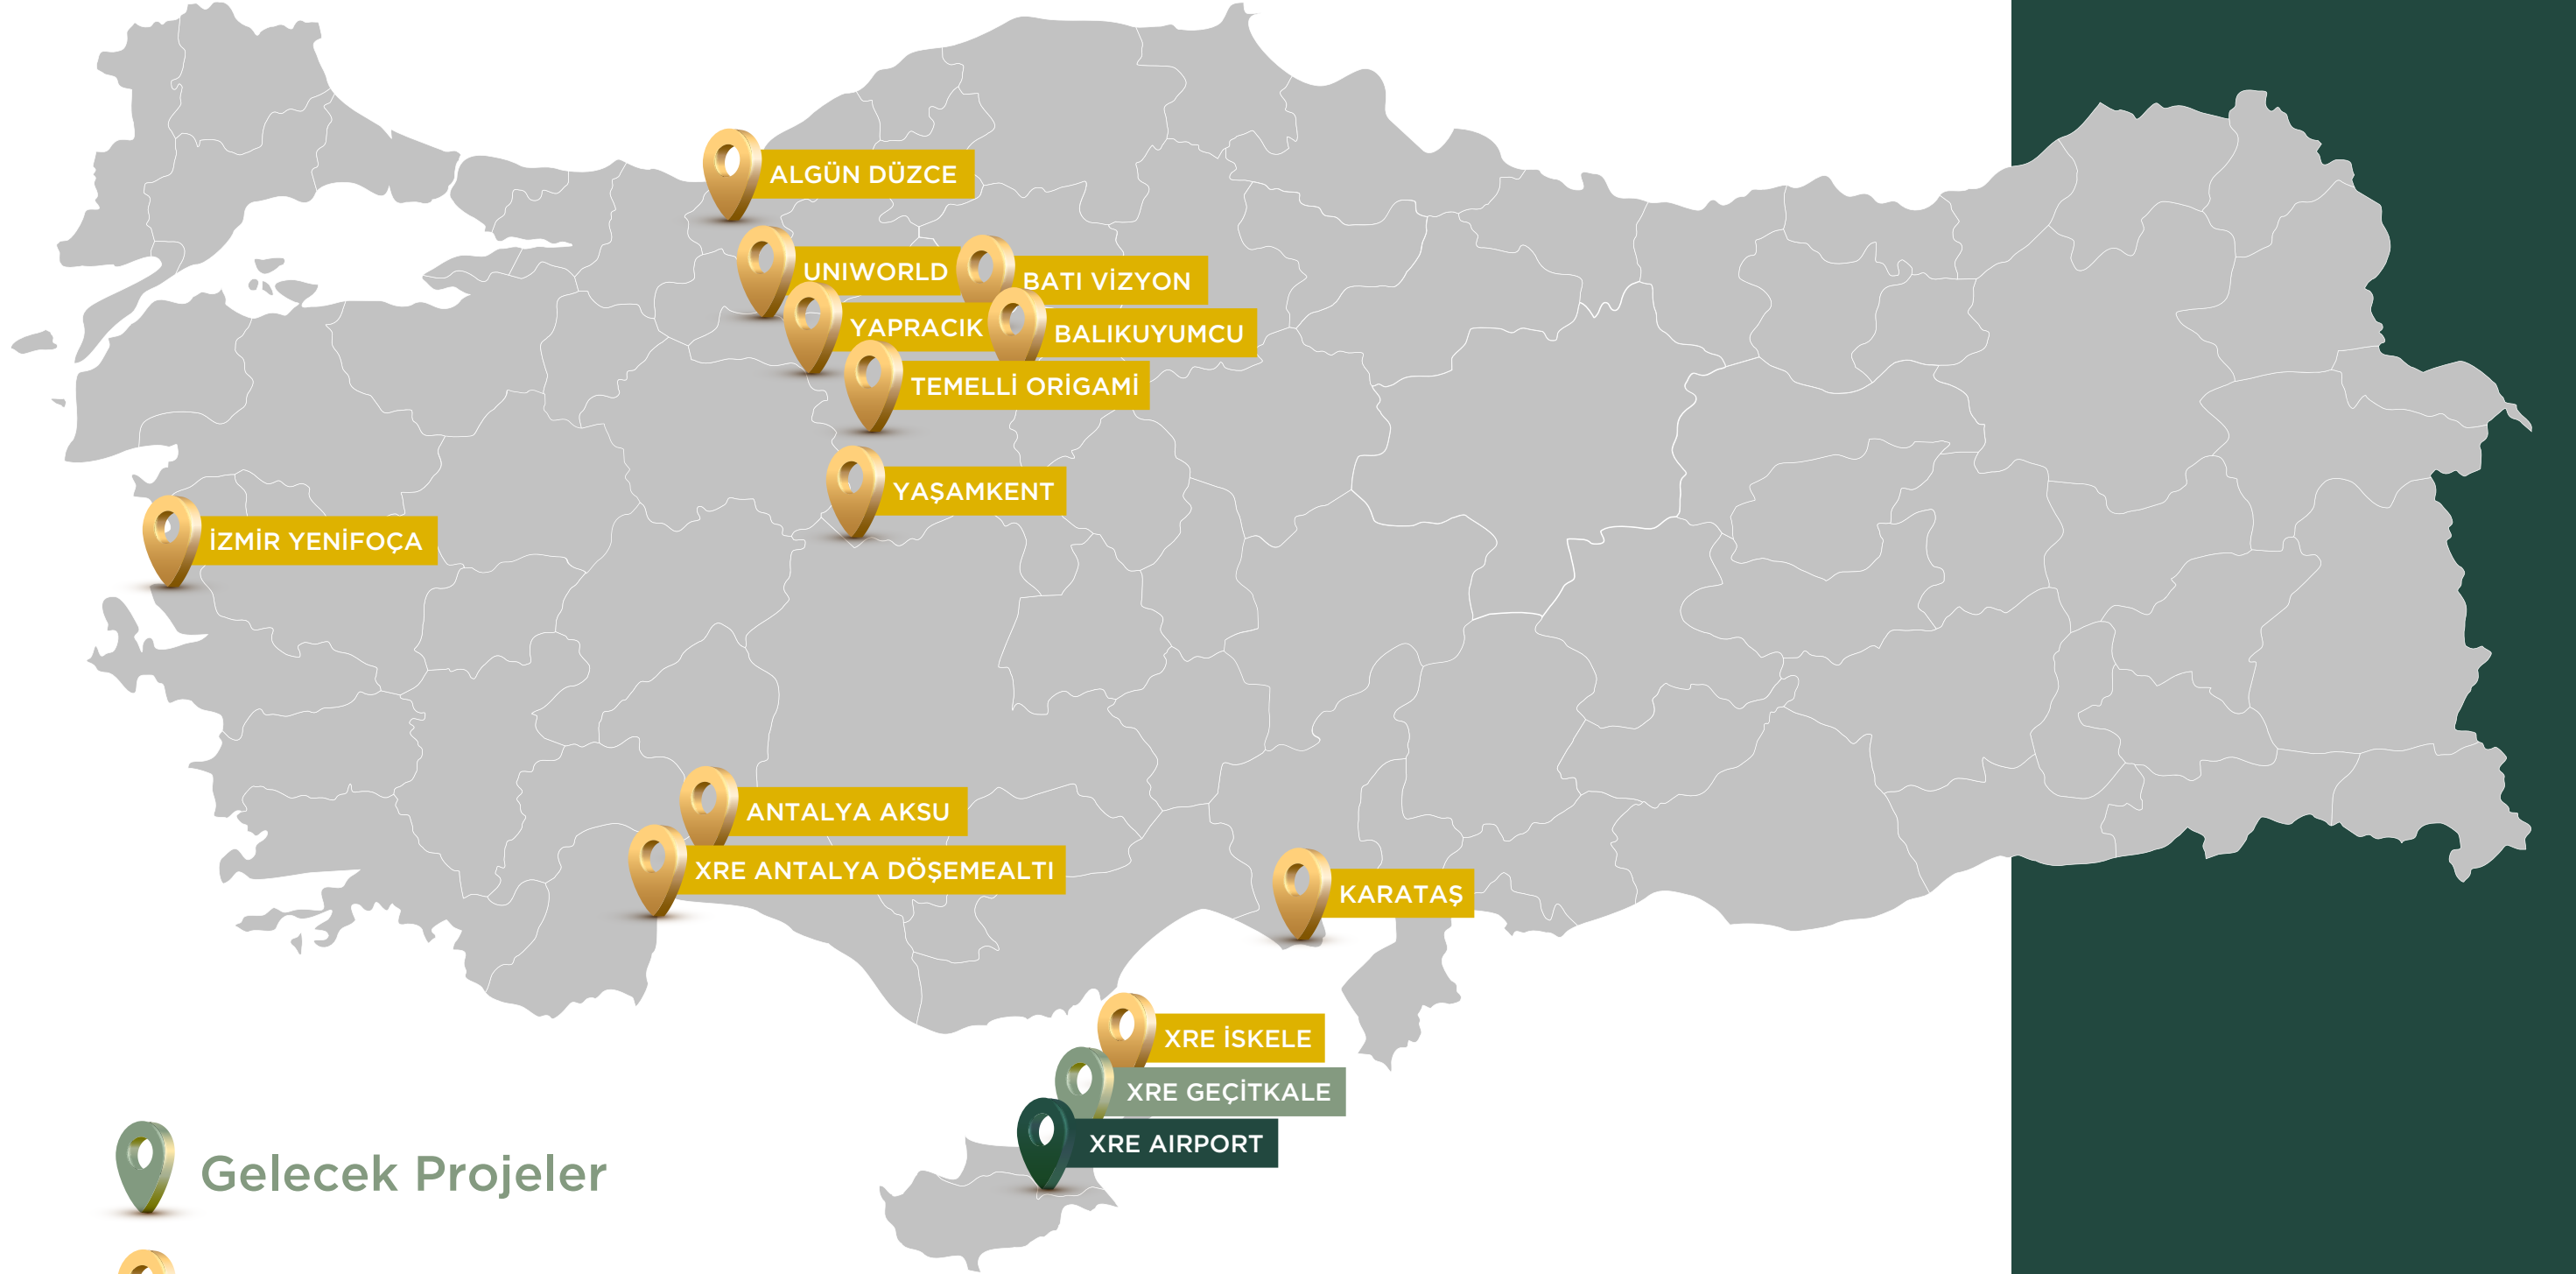 ALGÜN DÜZCE
UNIWORLD
BATI VİZYON
YAPRACIK
BALIKUYUMCU
TEMELLİ ORİGAMİ
YAŞAMKENT
İZMİR YENİFOÇA
ANTALYA AKSU
XRE ANTALYA DÖŞEMEALTI
KARATAŞ
XRE İSKELE
XRE GEÇİTKALE
XRE AIRPORT
Gelecek Projeler